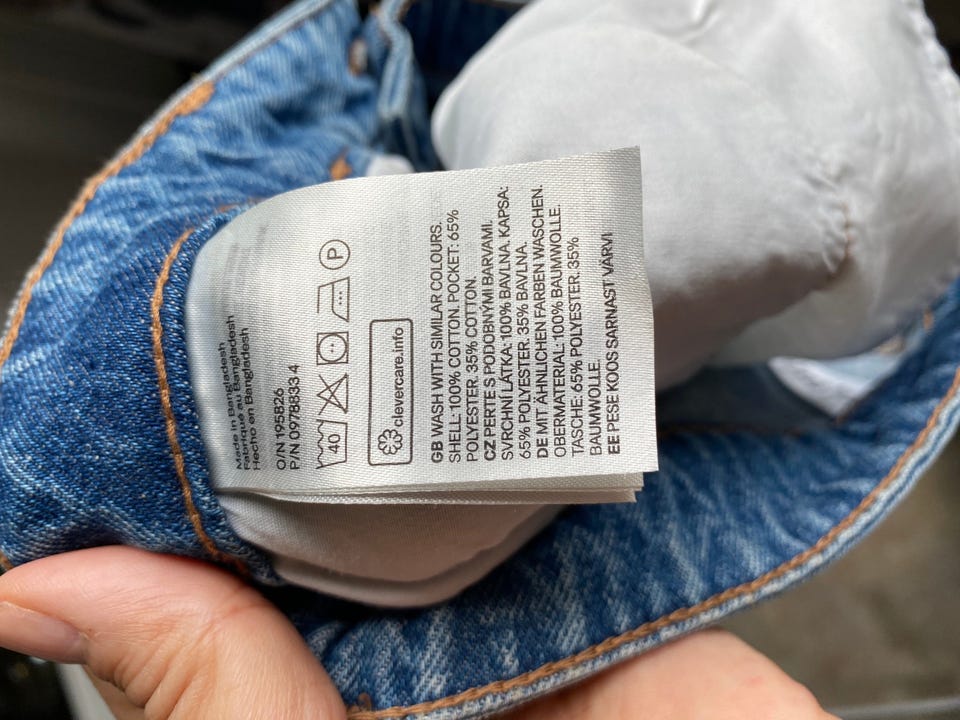 Made in Bangladesh
Fabriqué au Bangladesh
Hecho en Bangladesh
O/N 195826
P/N 09788334
40
P
clevercare.info
GB WASH WITH SIMILAR COLOURS.
SHELL: 100% COTTON. POCKET: 65%
POLYESTER. 35% COTTON.
CZ PERTE S PODOBNÝMI BARVAMI.
SVRCHNÍ LÁTKA: 100% BAVLNA. KAPSA:
65% POLYESTER. 35% BAVLNA.
DE MIT ÄHNLICHEN FARBEN WASCHEN.
OBERMATERIAL: 100% BAUMWOLLE.
TASCHE: 65% POLYESTER. 35%
BAUMWOLLE.
EE PESE KOOS SARNAST VÄRVI